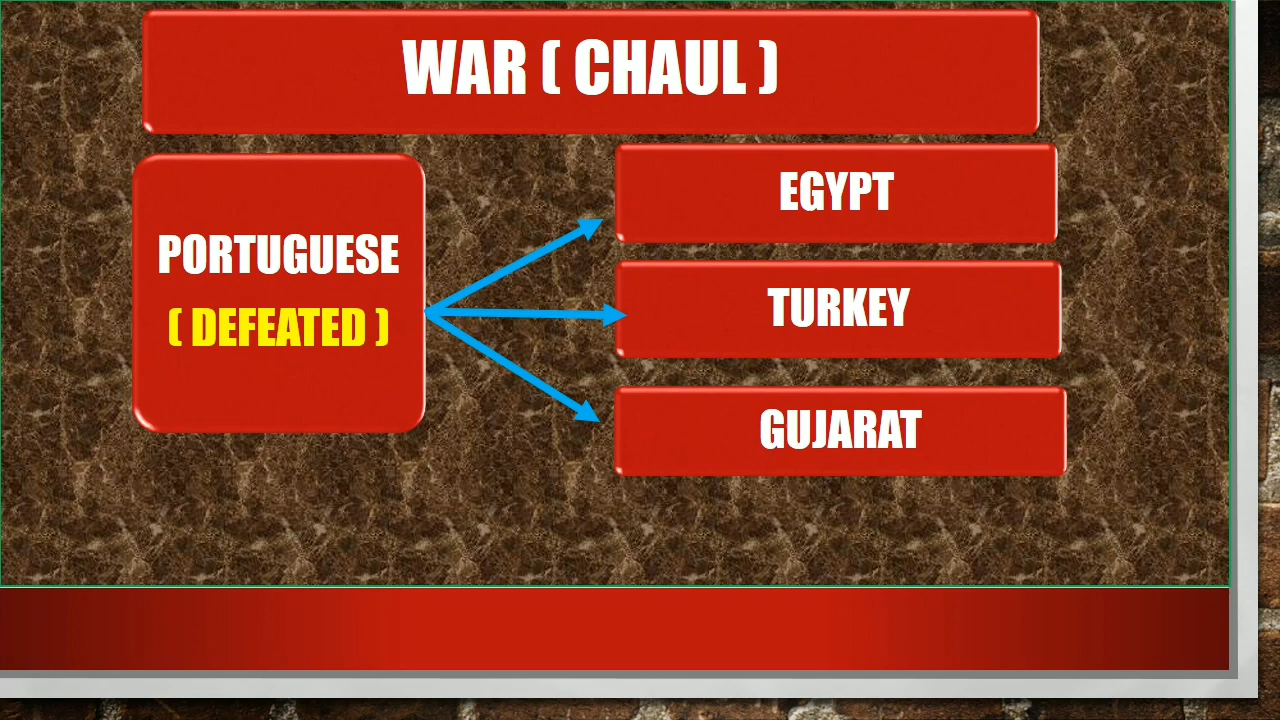 WAR ( CHAUL )
PORTUGUESE
( DEFEATED )
EGYPT
TURKEY
GUJARAT